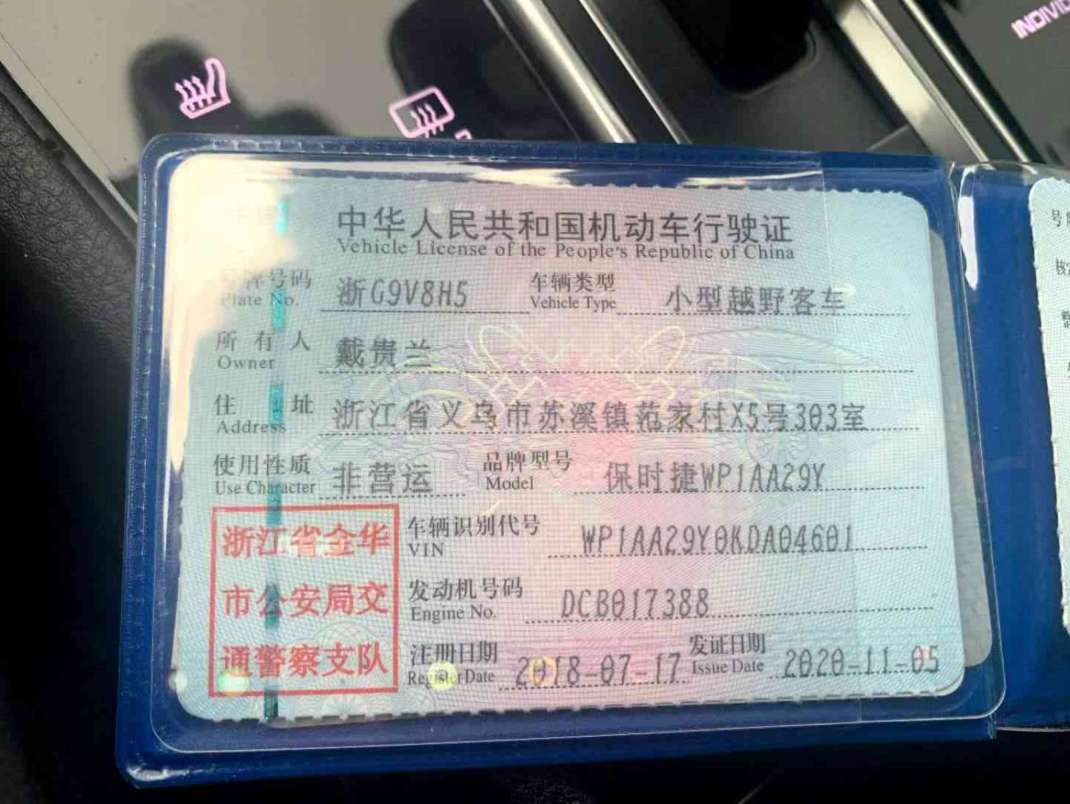 INDIVI
中华人民共和国机动车行驶证
Vehicle License of the People's Republic of China
号牌号码 浙G9V8H5 车辆类型 小型越野客车
Plate No. Vehicle Type
所有人 戴贵兰
Owner
住址 浙江省义乌市苏溪镇范家村X5号303室
Address
使用性质 非营运 品牌型号 保时捷WP1AA29Y
Use Character Model
浙江省金华 车辆识别代号 WP1AA29Y0KDA04601
VIN
市公安局交 发动机号码 DCB017388
Engine No.
通警察支队 注册日期 2018-07-17 发证日期 2020-11-05
Register Date Issue Date
号
核